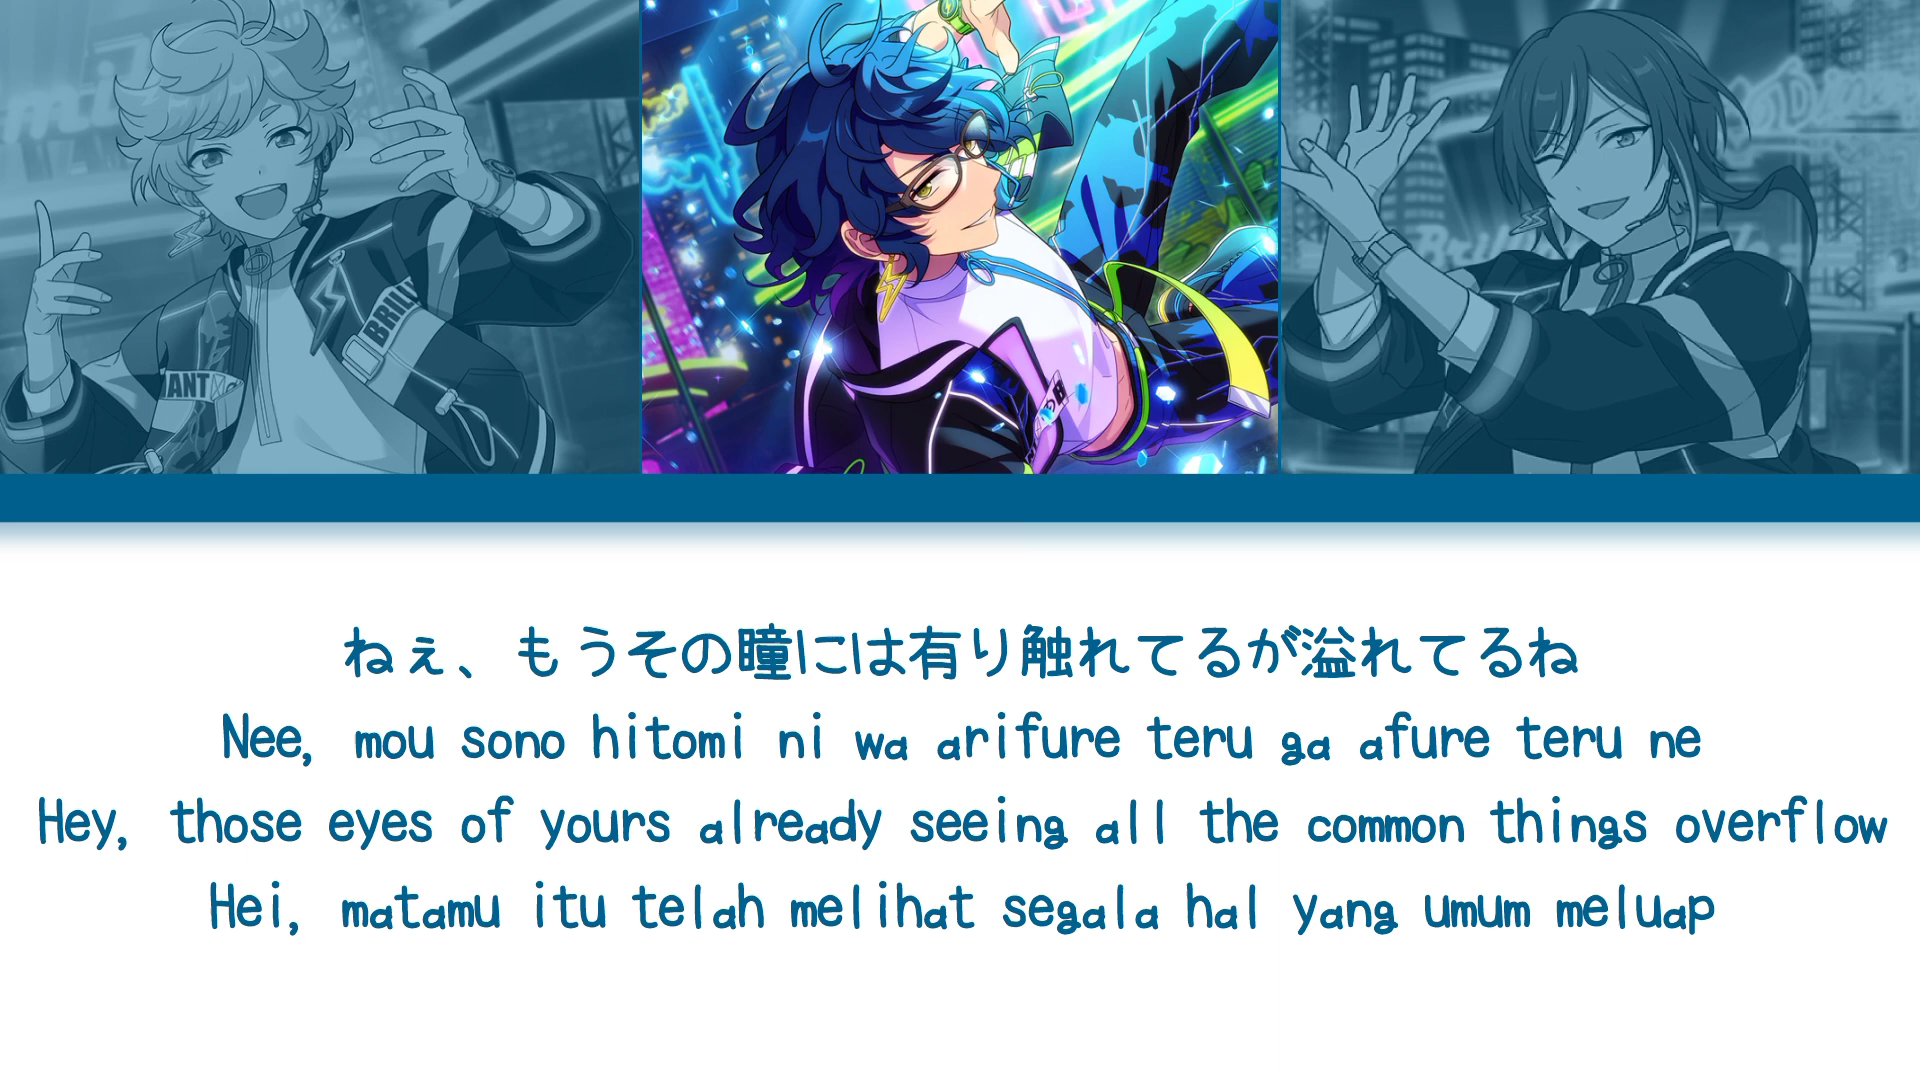 ANT
BRILL
ねぇ、もうその瞳には有り触れてるが溢れてるね
Nee, mou sono hitomi ni wa arifure teru ga afure teru ne
Hey, those eyes of yours already seeing all the common things overflow
Hei, matamu itu telah melihat segala hal yang umum meluap